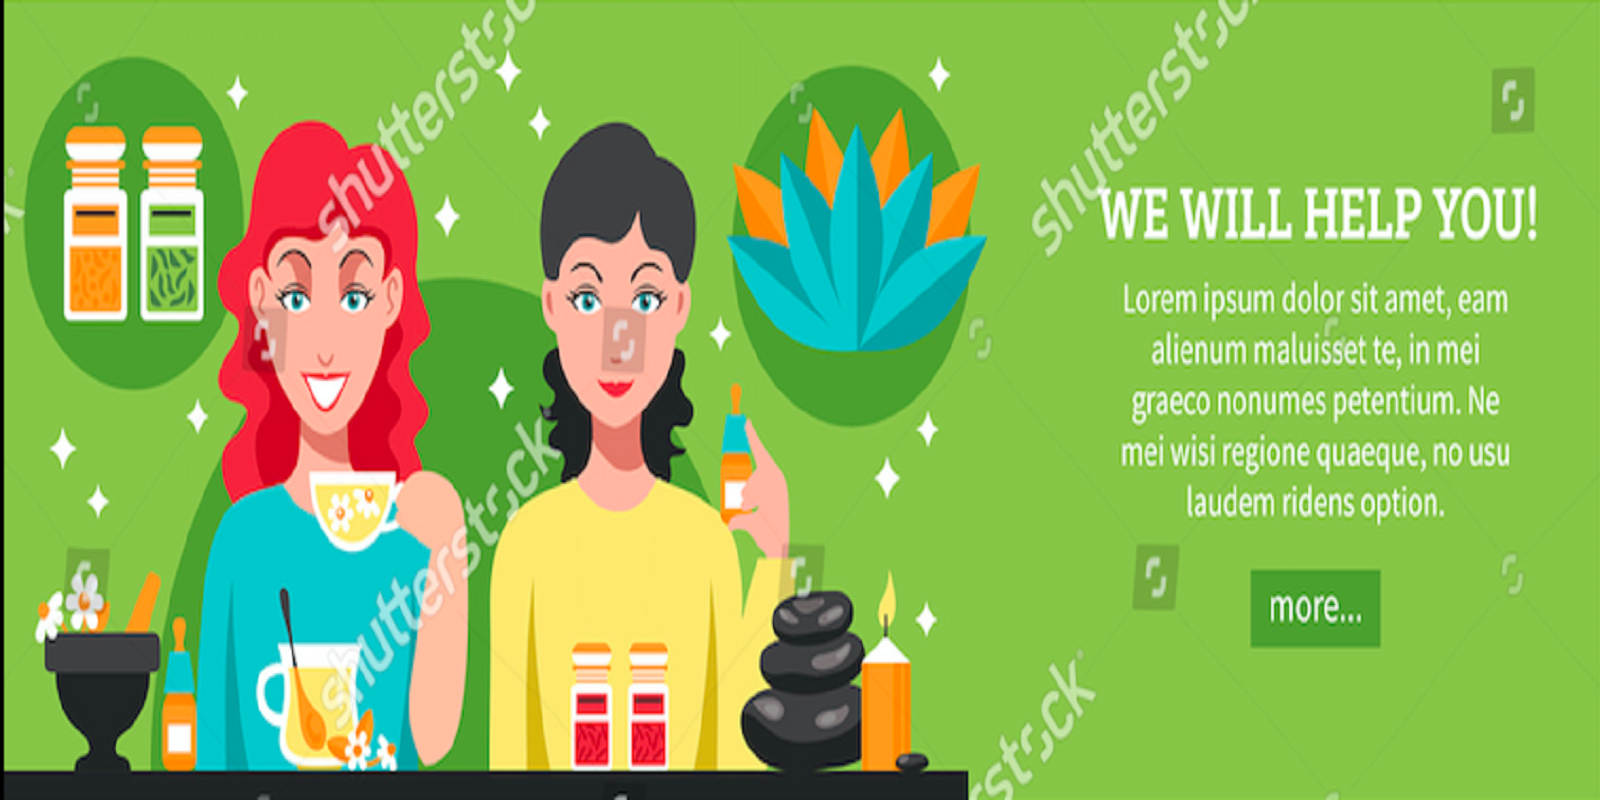 shutterstock
shutterstock
WE WILL HELP YOU!
Lorem ipsum dolor sit amet, eam
alienum maluisset te, in mei
graeco nonumes petentium. Ne
mei wisi regione quaeque, no usu
laudem ridens option.
more...
shutterstock